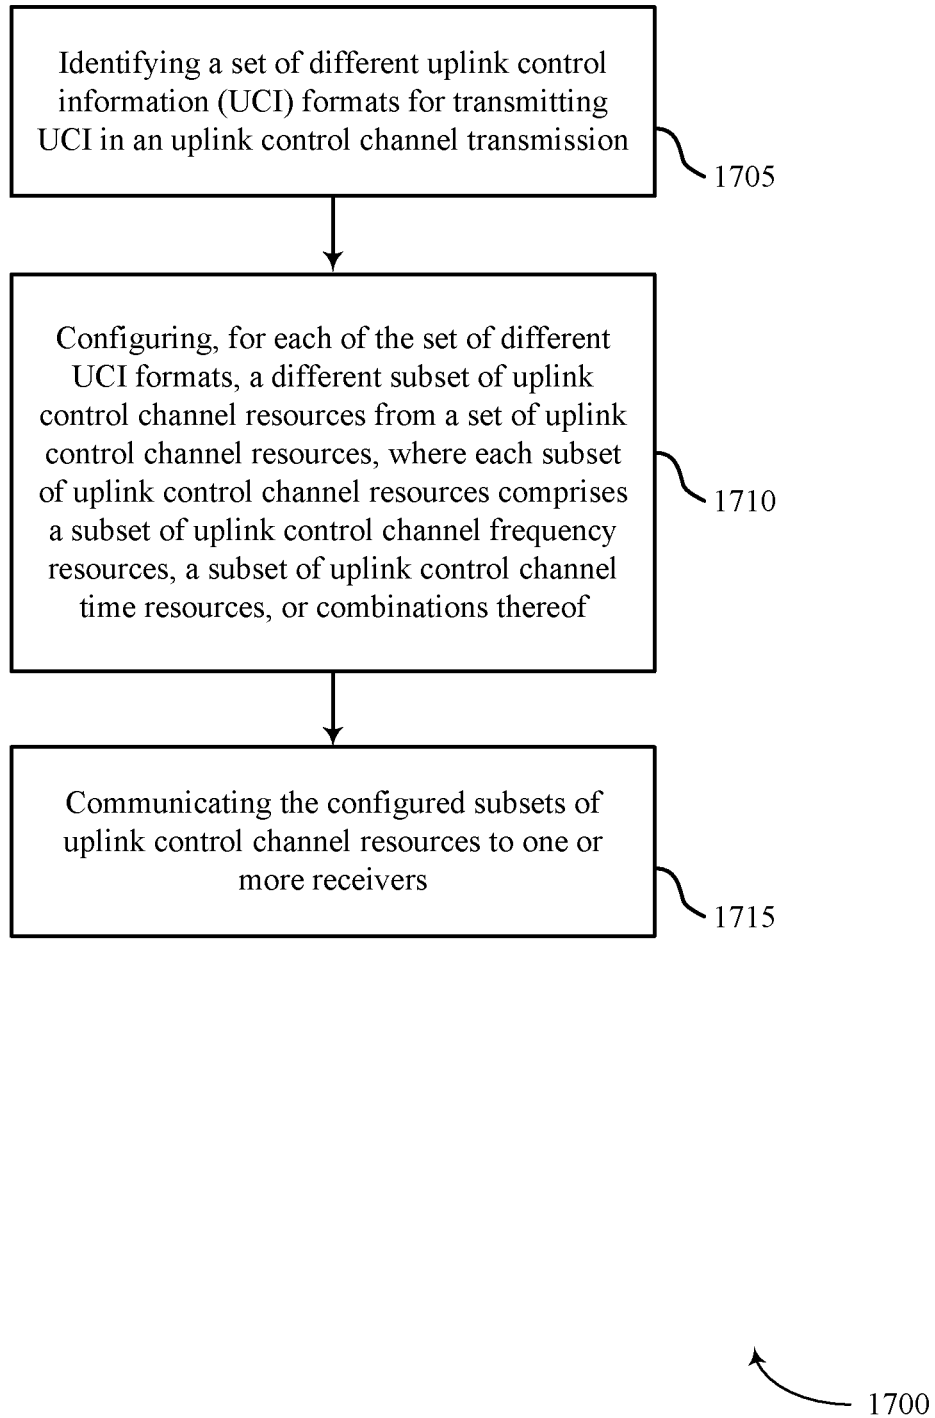 Identifying a set of different uplink control
information (UCI) formats for transmitting
UCI in an uplink control channel transmission
1705
Configuring, for each of the set of different
UCI formats, a different subset of uplink
control channel resources from a set of uplink
control channel resources, where each subset
of uplink control channel resources comprises
a subset of uplink control channel frequency
resources, a subset of uplink control channel
time resources, or combinations thereof
1710
Communicating the configured subsets of
uplink control channel resources to one or
more receivers
1715
1700